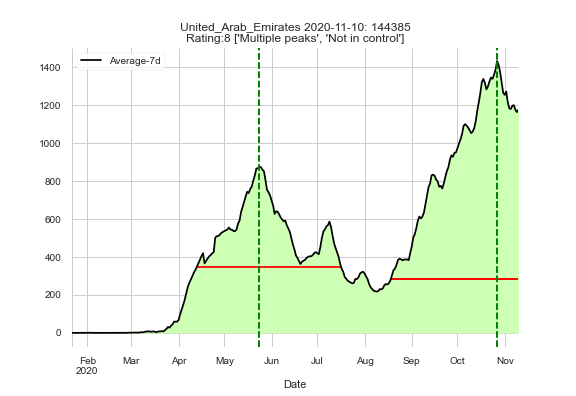 United_Arab_Emirates 2020-11-10: 144385
Rating:8 ['Multiple peaks', 'Not in control']
Average-7d
1400
1200
1000
800
600
400
200
0
Feb Mar Apr May Jun Jul Aug Sep Oct Nov
2020
Date